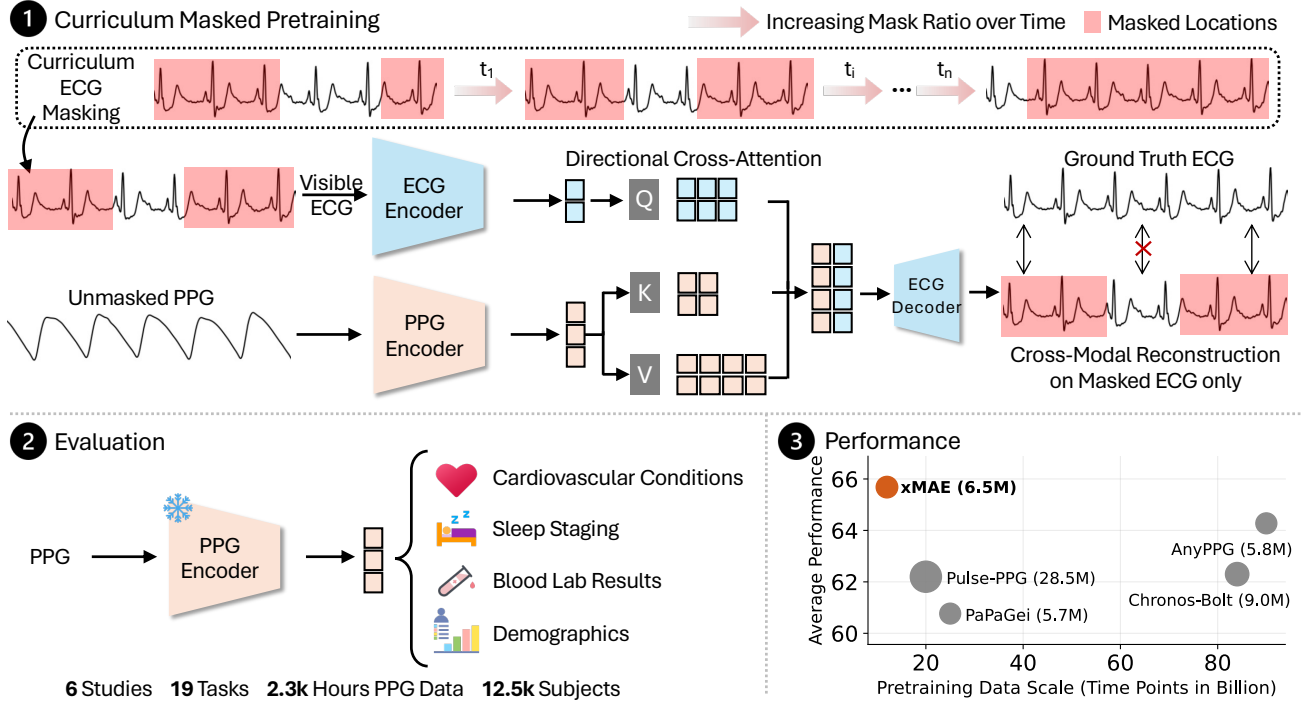 1 Curriculum Masked Pretraining
Increasing Mask Ratio over Time
Masked Locations
Curriculum
ECG
Masking
t1
ti
...
tn
Visible
ECG
ECG
Encoder
Directional Cross-Attention
Q
Ground Truth ECG
Unmasked PPG
PPG
Encoder
K
V
ECG
Decoder
Cross-Modal Reconstruction
on Masked ECG only
2 Evaluation
PPG
PPG
Encoder
Cardiovascular Conditions
z z
Sleep Staging
Blood Lab Results
Demographics
6 Studies 19 Tasks 2.3k Hours PPG Data 12.5k Subjects
3 Performance
Average Performance
66
64
62
60
xMAE (6.5M)
AnyPPG (5.8M)
Pulse-PPG (28.5M)
Chronos-Bolt (9.0M)
PaPaGei (5.7M)
20 40 60 80
Pretraining Data Scale (Time Points in Billion)